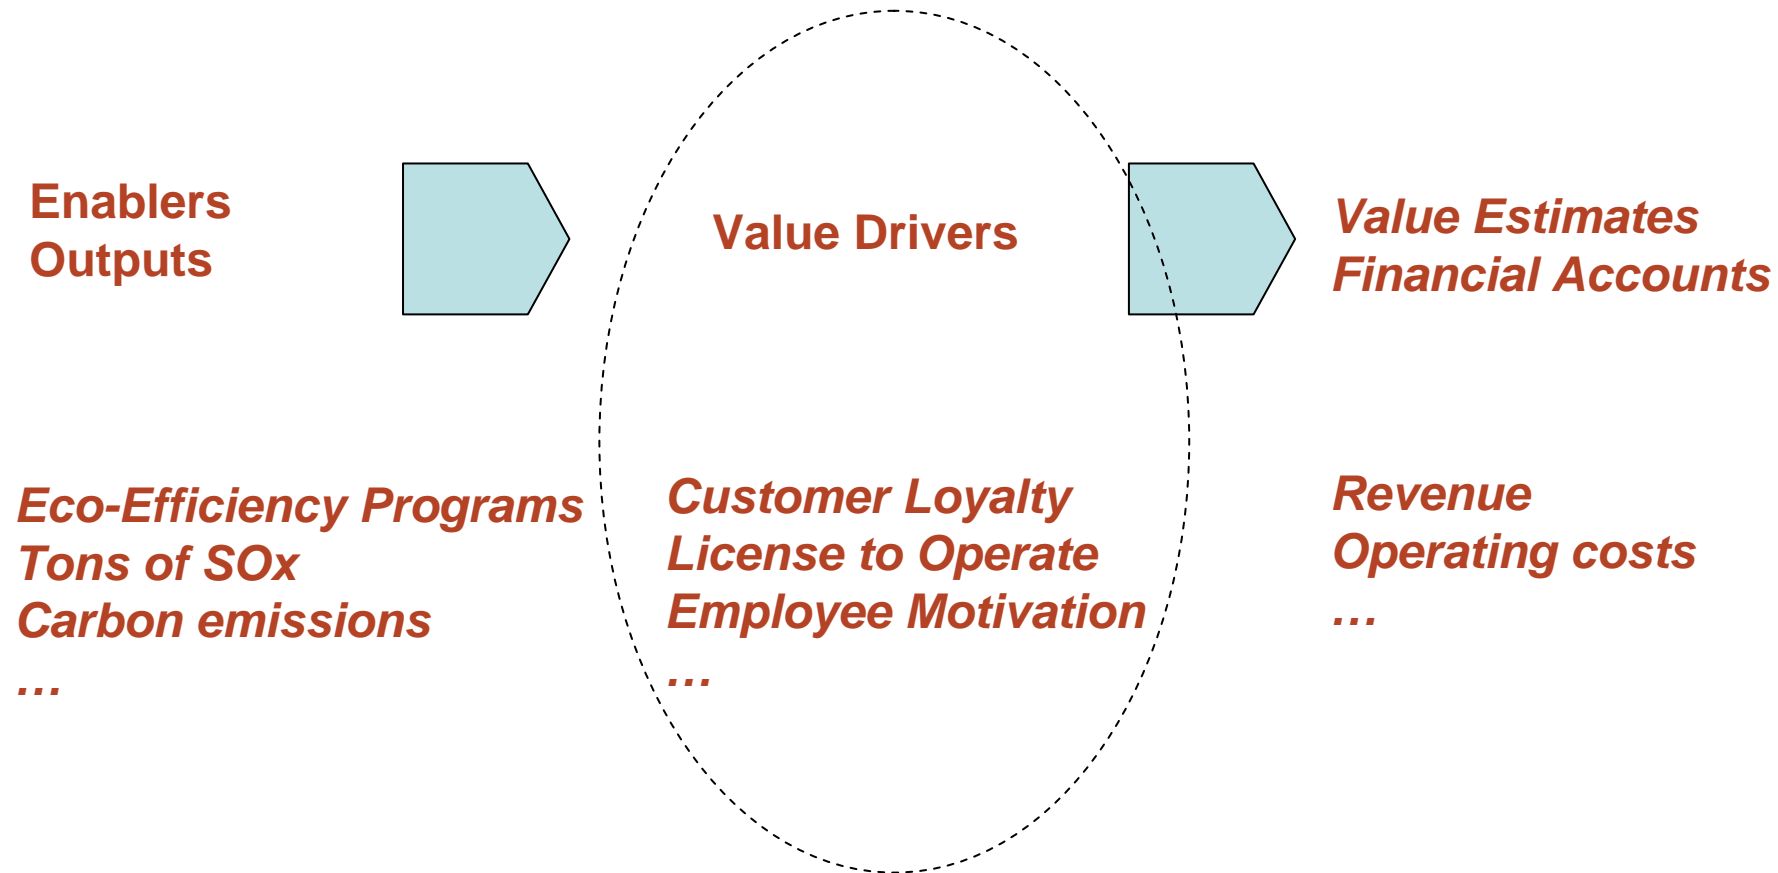 Enablers
Outputs
Value Drivers
Value Estimates
Financial Accounts
Eco-Efficiency Programs
Tons of SOx
Carbon emissions
…
Customer Loyalty
License to Operate
Employee Motivation
…
Revenue
Operating costs
…